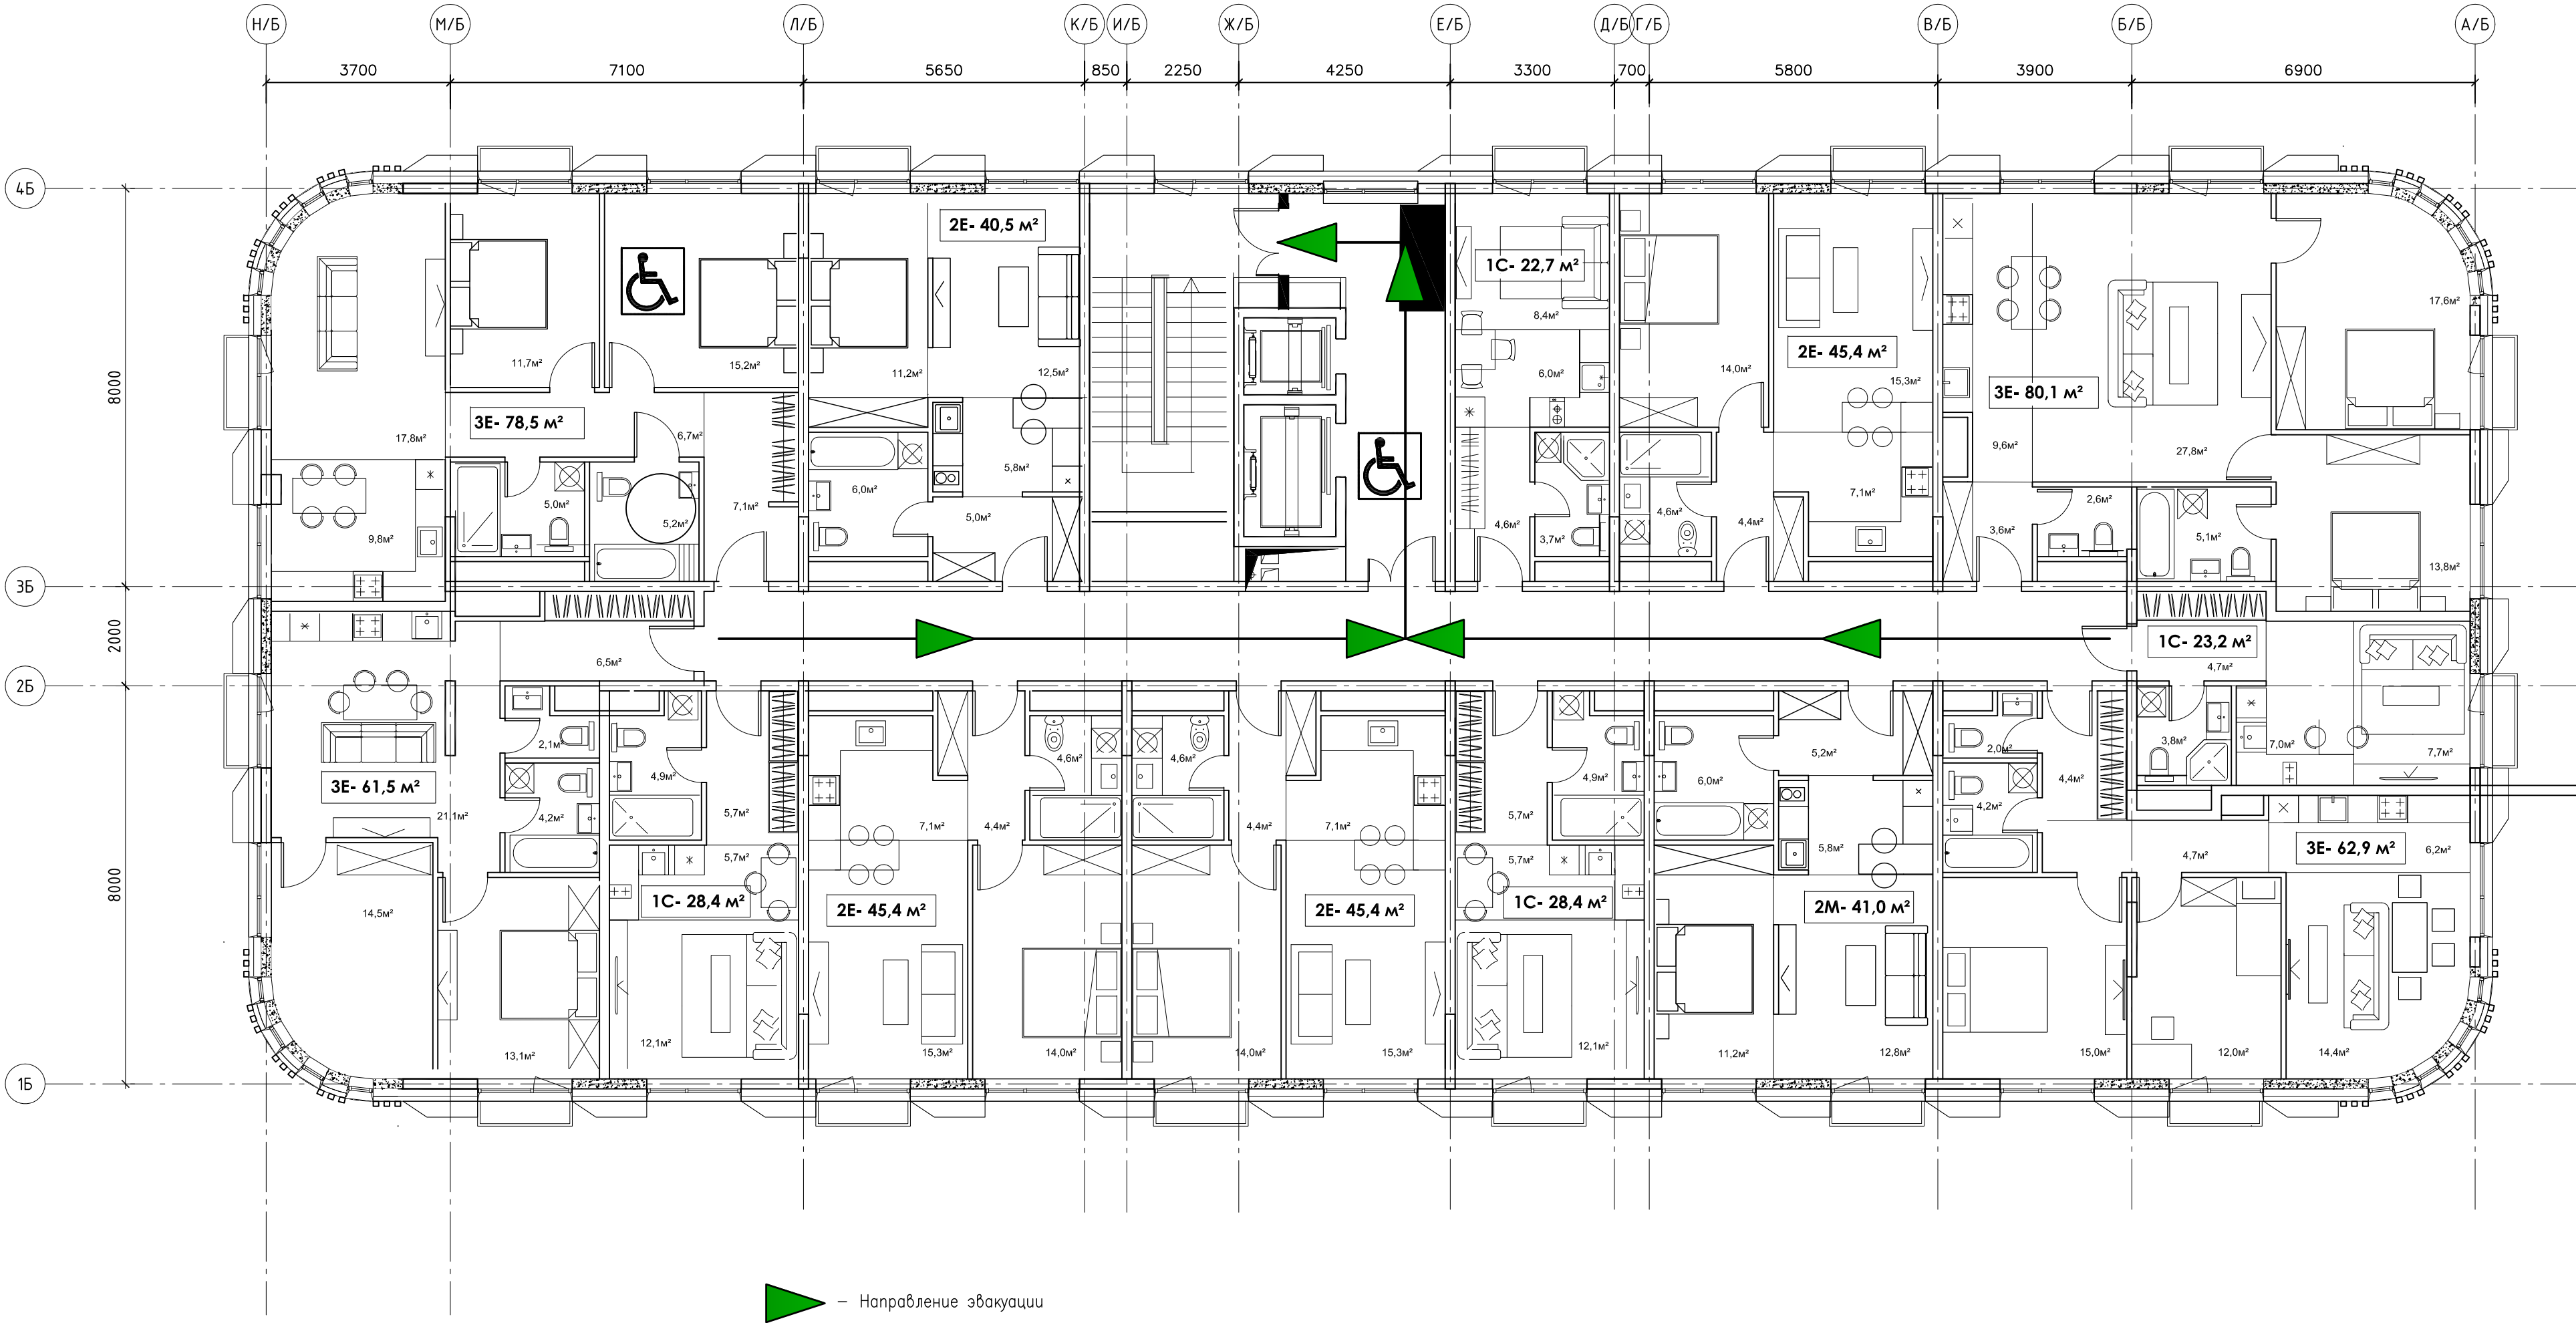 Н/Б М/Б Л/Б К/Б И/Б Ж/Б Е/Б Д/Б Г/Б В/Б Б/Б А/Б
3700 7100 5650 850 2250 4250 3300 700 5800 3900 6900
4Б
2Е- 40,5 м²
1С- 22,7 м²
17,6м²
8,4м²
2Е- 45,4 м²
11,7м² 15,2м² 11,2м² 12,5м² 6,0м² 14,0м² 15,3м²
8000
3Е- 80,1 м²
3Е- 78,5 м²
17,8м² 6,7м² 9,6м² 27,8м²
5,8м²
6,0м² 7,1м² 2,6м²
5,0м² 7,1м² 4,6м²
5,2м² 5,0м² 4,6м² 4,4м² 3,6м² 5,1м²
9,8м² 3,7м²
13,8м²
3Б
2000
1С- 23,2 м²
6,5м² 4,7м²
2Б
2,1м² 4,6м² 4,6м² 5,2м² 2,0м² 3,8м² 7,0м² 7,7м²
4,9м² 4,9м² 6,0м² 4,4м²
3Е- 61,5 м²
21,1м² 4,2м² 5,7м² 7,1м² 4,4м² 4,4м² 7,1м² 5,7м² 4,2м²
5,7м² 5,7м² 5,8м² 4,7м² 3Е- 62,9 м² 6,2м²
8000
14,5м² 1С- 28,4 м² 2Е- 45,4 м² 2Е- 45,4 м² 1С- 28,4 м² 2М- 41,0 м²
13,1м² 12,1м² 15,3м² 14,0м² 14,0м² 15,3м² 12,1м² 11,2м² 12,8м² 15,0м² 12,0м² 14,4м²
1Б
– Направление эвакуации